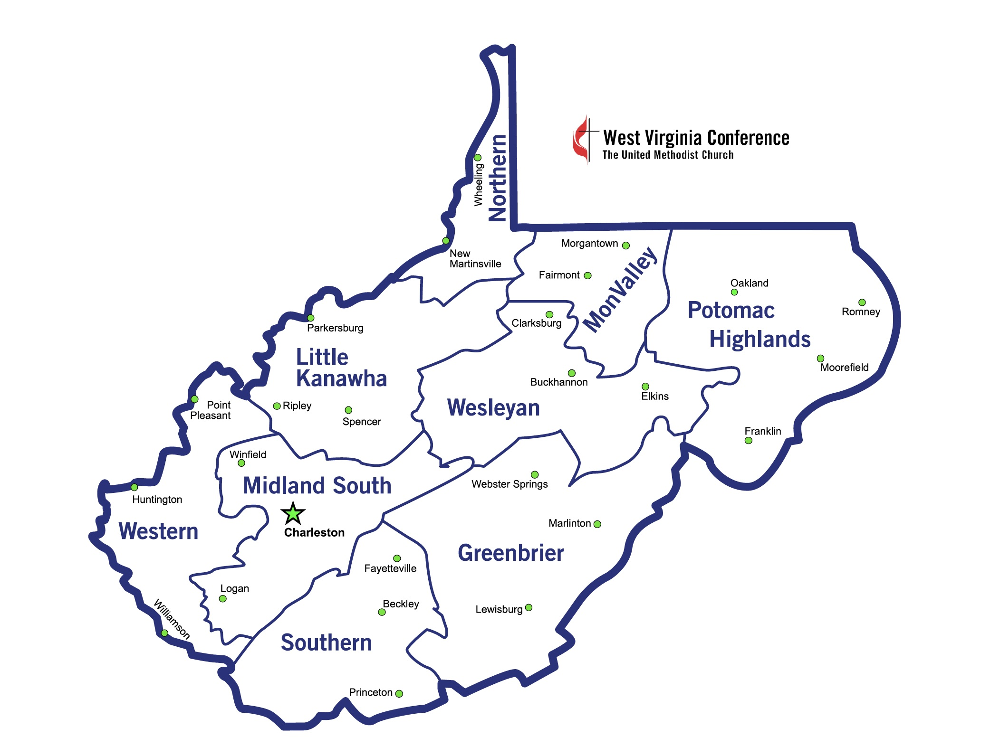 West Virginia Conference
The United Methodist Church
Northern
Wheeling
New
Martinsville
Morgantown
Fairmont
MonValley
Oakland
Potomac
Highlands
Romney
Moorefield
Franklin
Clarksburg
Parkersburg
Little
Kanawha
Ripley
Spencer
Buckhannon
Elkins
Wesleyan
Point
Pleasant
Winfield
Midland South
Charleston
Huntington
Western
Logan
Williamson
Webster Springs
Marlinton
Greenbrier
Lewisburg
Fayetteville
Beckley
Southern
Princeton